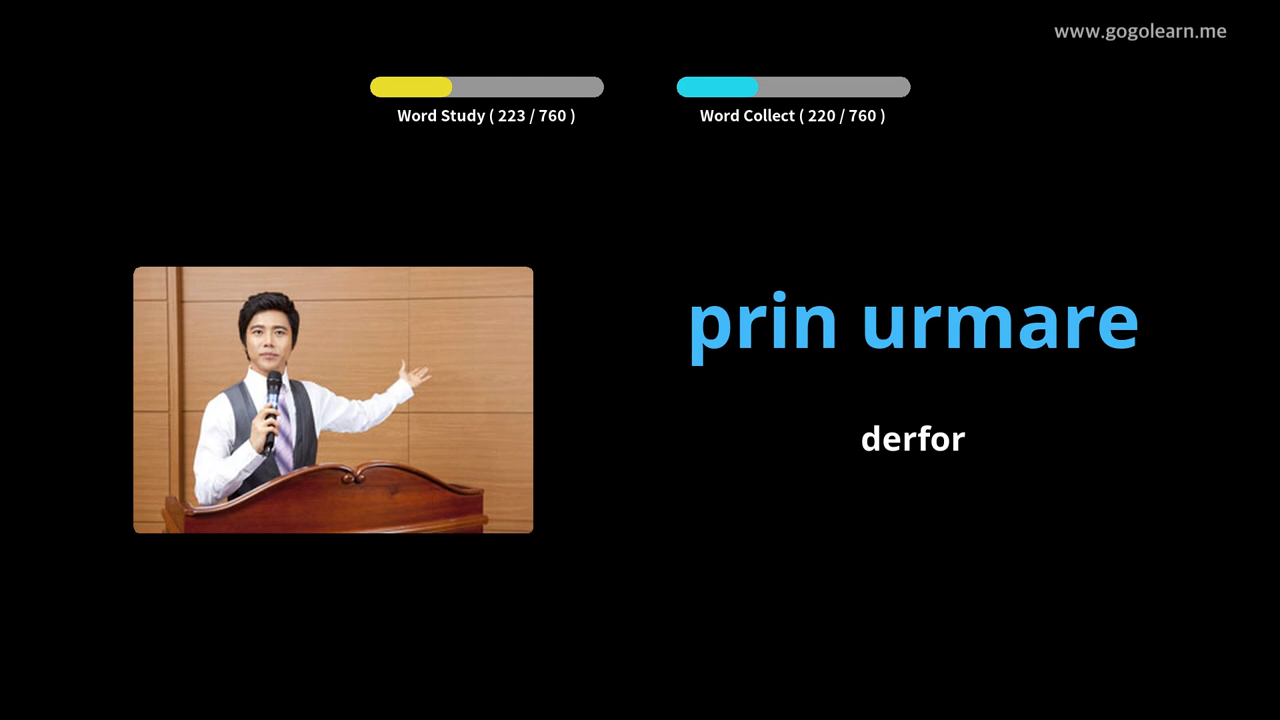 www.gogolearn.me
Word Study ( 223 / 760 )
Word Collect ( 220 / 760 )
prin urmare
derfor